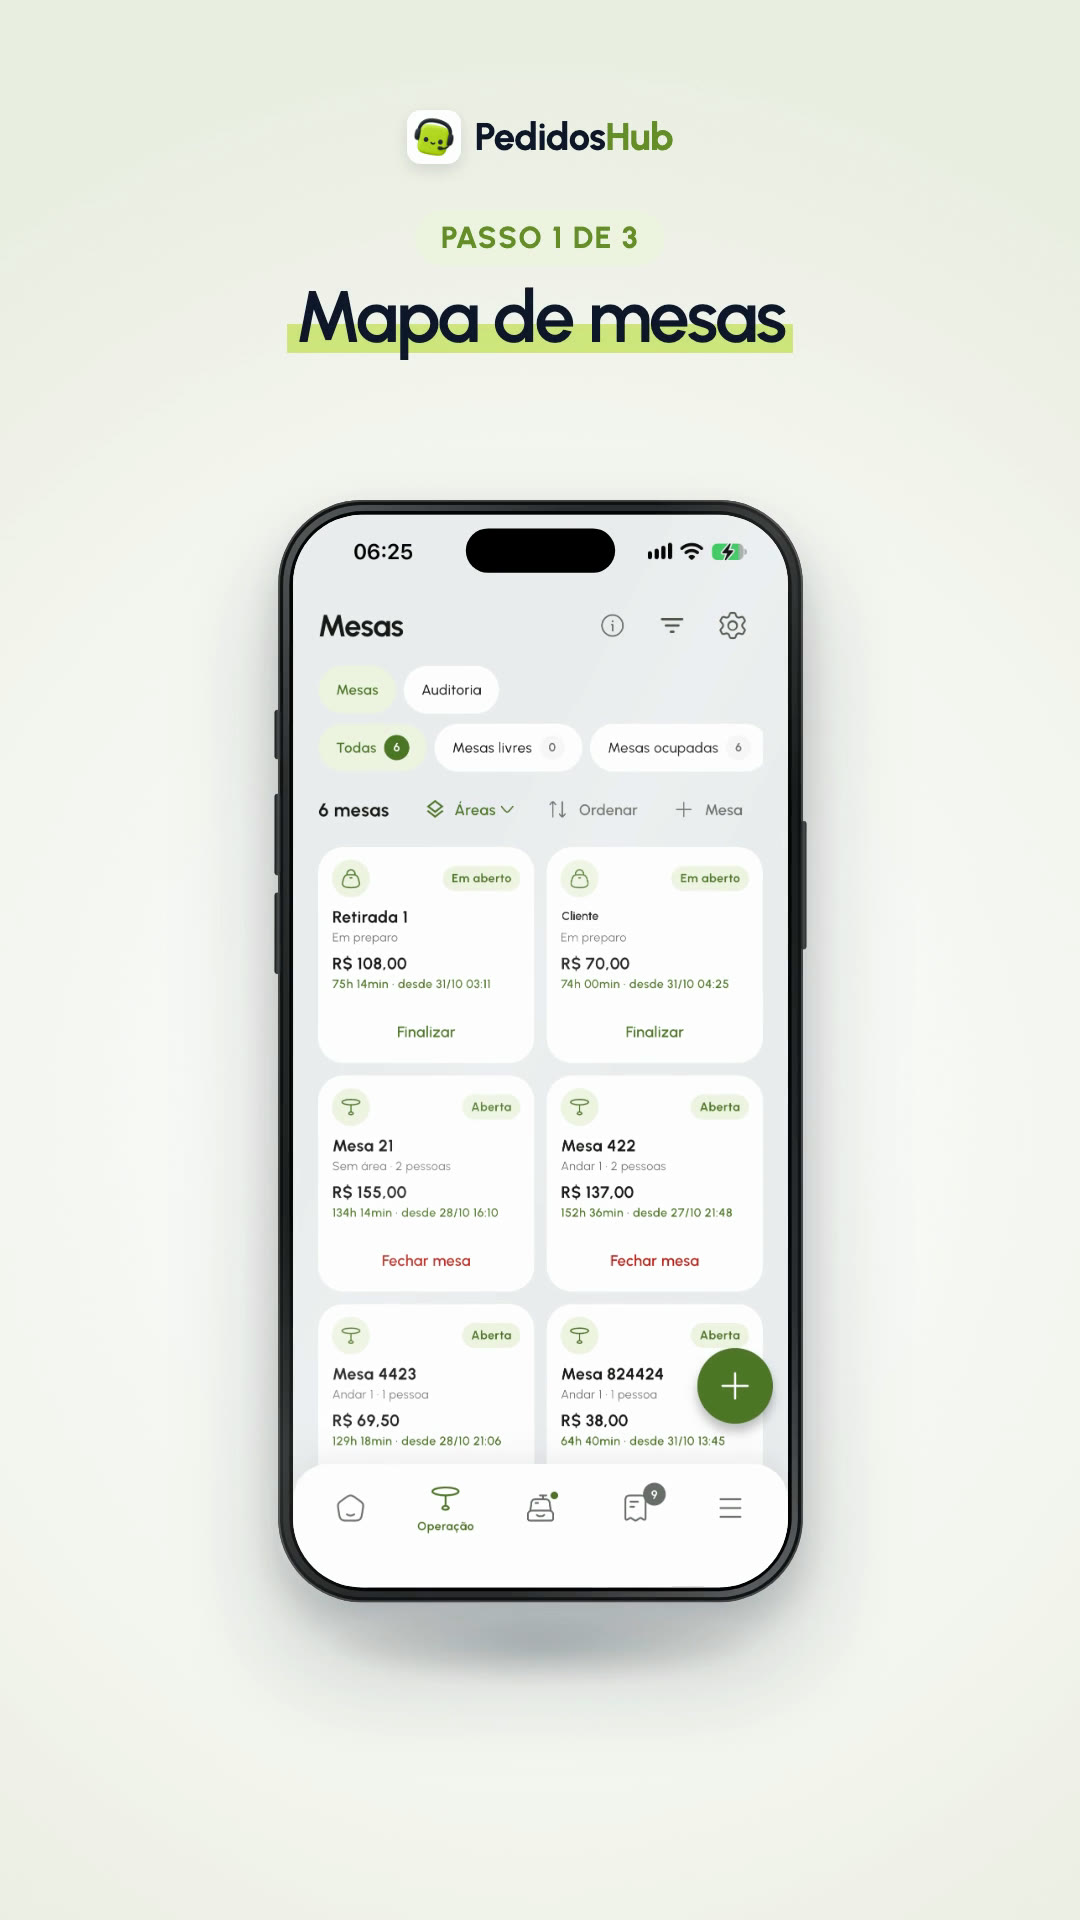 PedidosHub
PASSO 1 DE 3
Mapa de mesas
06:25
Mesas
Mesas Auditoria
Todas 6 Mesas livres 0 Mesas ocupadas 6
6 mesas Áreas Ordenar Mesa
Em aberto
Retirada 1
Em preparo
R$ 108,00
75h 14min · desde 31/10 03:11
Finalizar
Em aberto
Cliente
Em preparo
R$ 70,00
74h 00min · desde 31/10 04:25
Finalizar
Aberta
Mesa 21
Sem área · 2 pessoas
R$ 155,00
134h 14min · desde 28/10 16:10
Fechar mesa
Aberta
Mesa 422
Andar 1 · 2 pessoas
R$ 137,00
152h 36min · desde 27/10 21:48
Fechar mesa
Aberta
Mesa 4423
Andar 1 · 1 pessoa
R$ 69,50
129h 18min · desde 28/10 21:06
Aberta
Mesa 824424
Andar 1 · 1 pessoa
R$ 38,00
64h 40min · desde 31/10 13:45
Operação
9